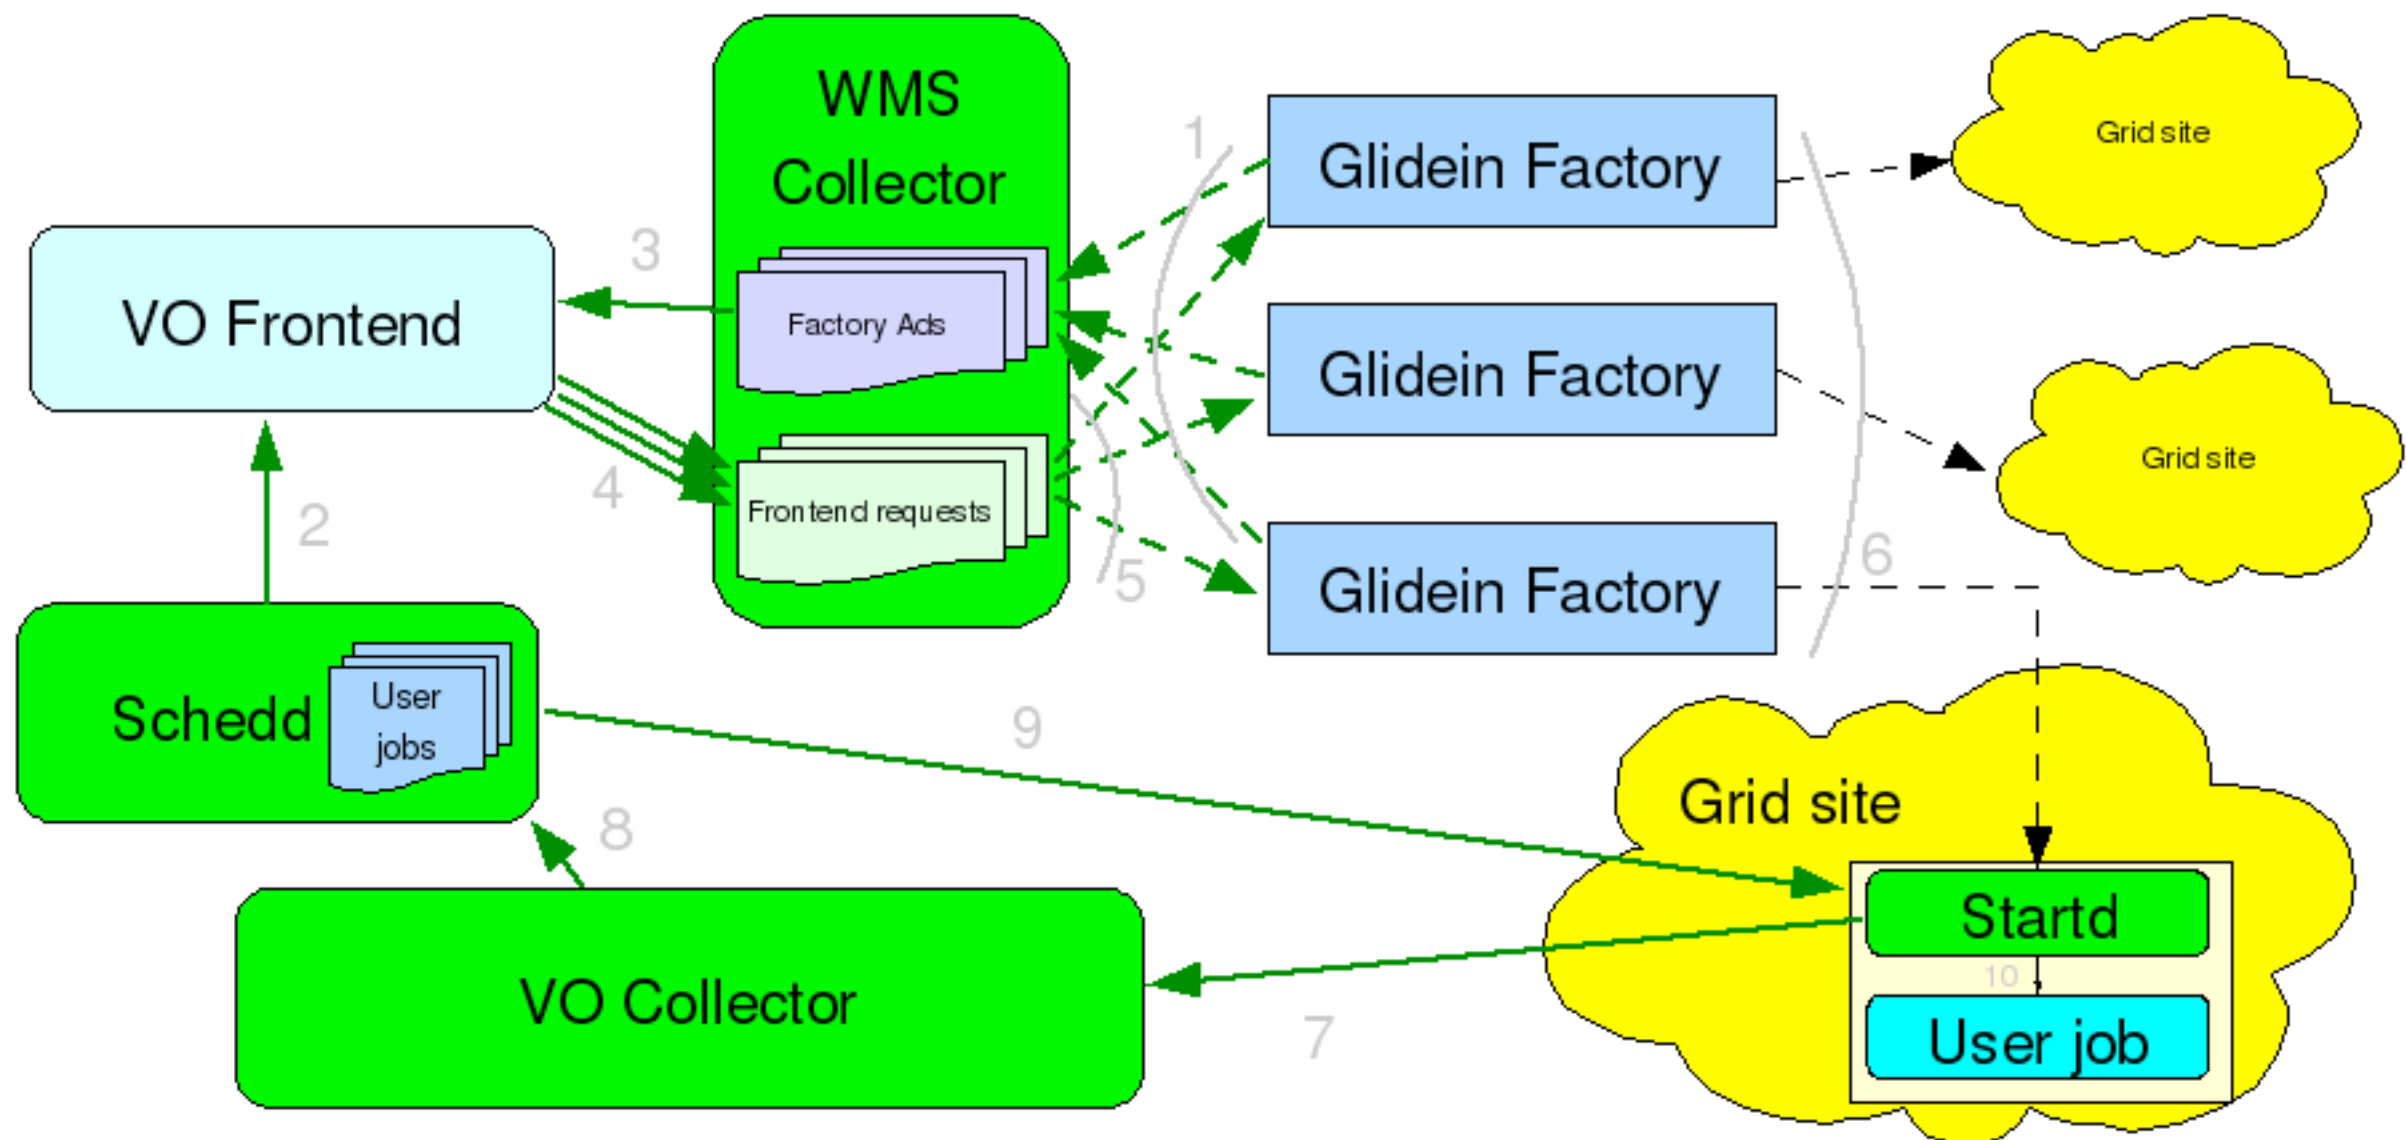 WMS
Collector
1
Glidein Factory
Grid site
3
VO Frontend
Factory Ads
Glidein Factory
Grid site
4
2
Frontend requests
5
Glidein Factory
6
Schedd
User
jobs
9
Grid site
8
Startd
10
VO Collector
7
User job